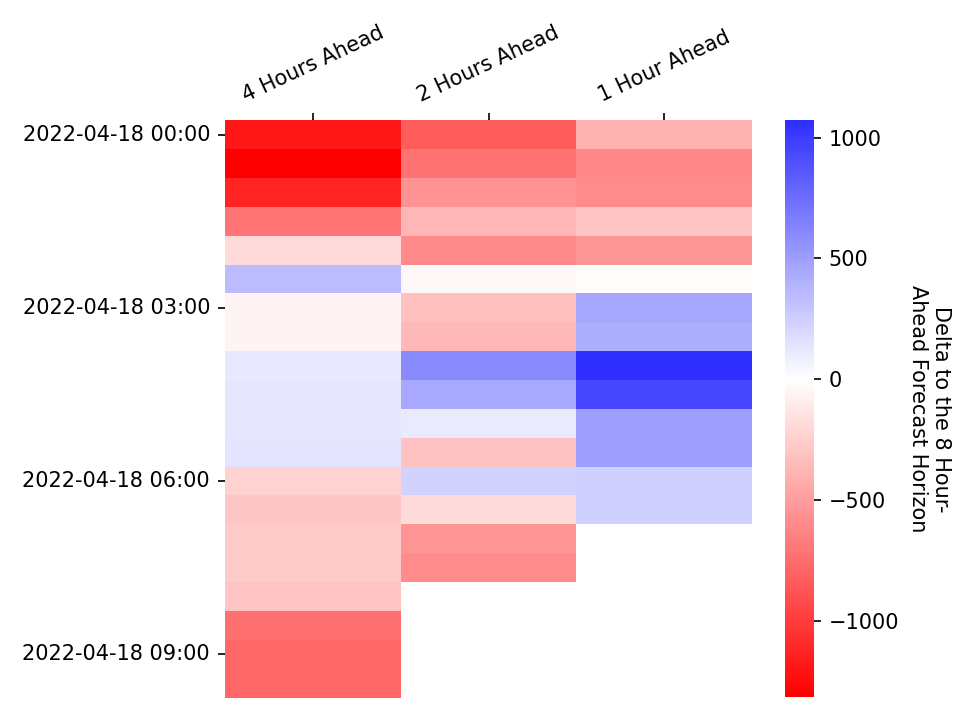 4 Hours Ahead
2 Hours Ahead
1 Hour Ahead
2022-04-18 00:00
2022-04-18 03:00
2022-04-18 06:00
2022-04-18 09:00
1000
500
0
−500
−1000
Delta to the 8 Hour-
Ahead Forecast Horizon